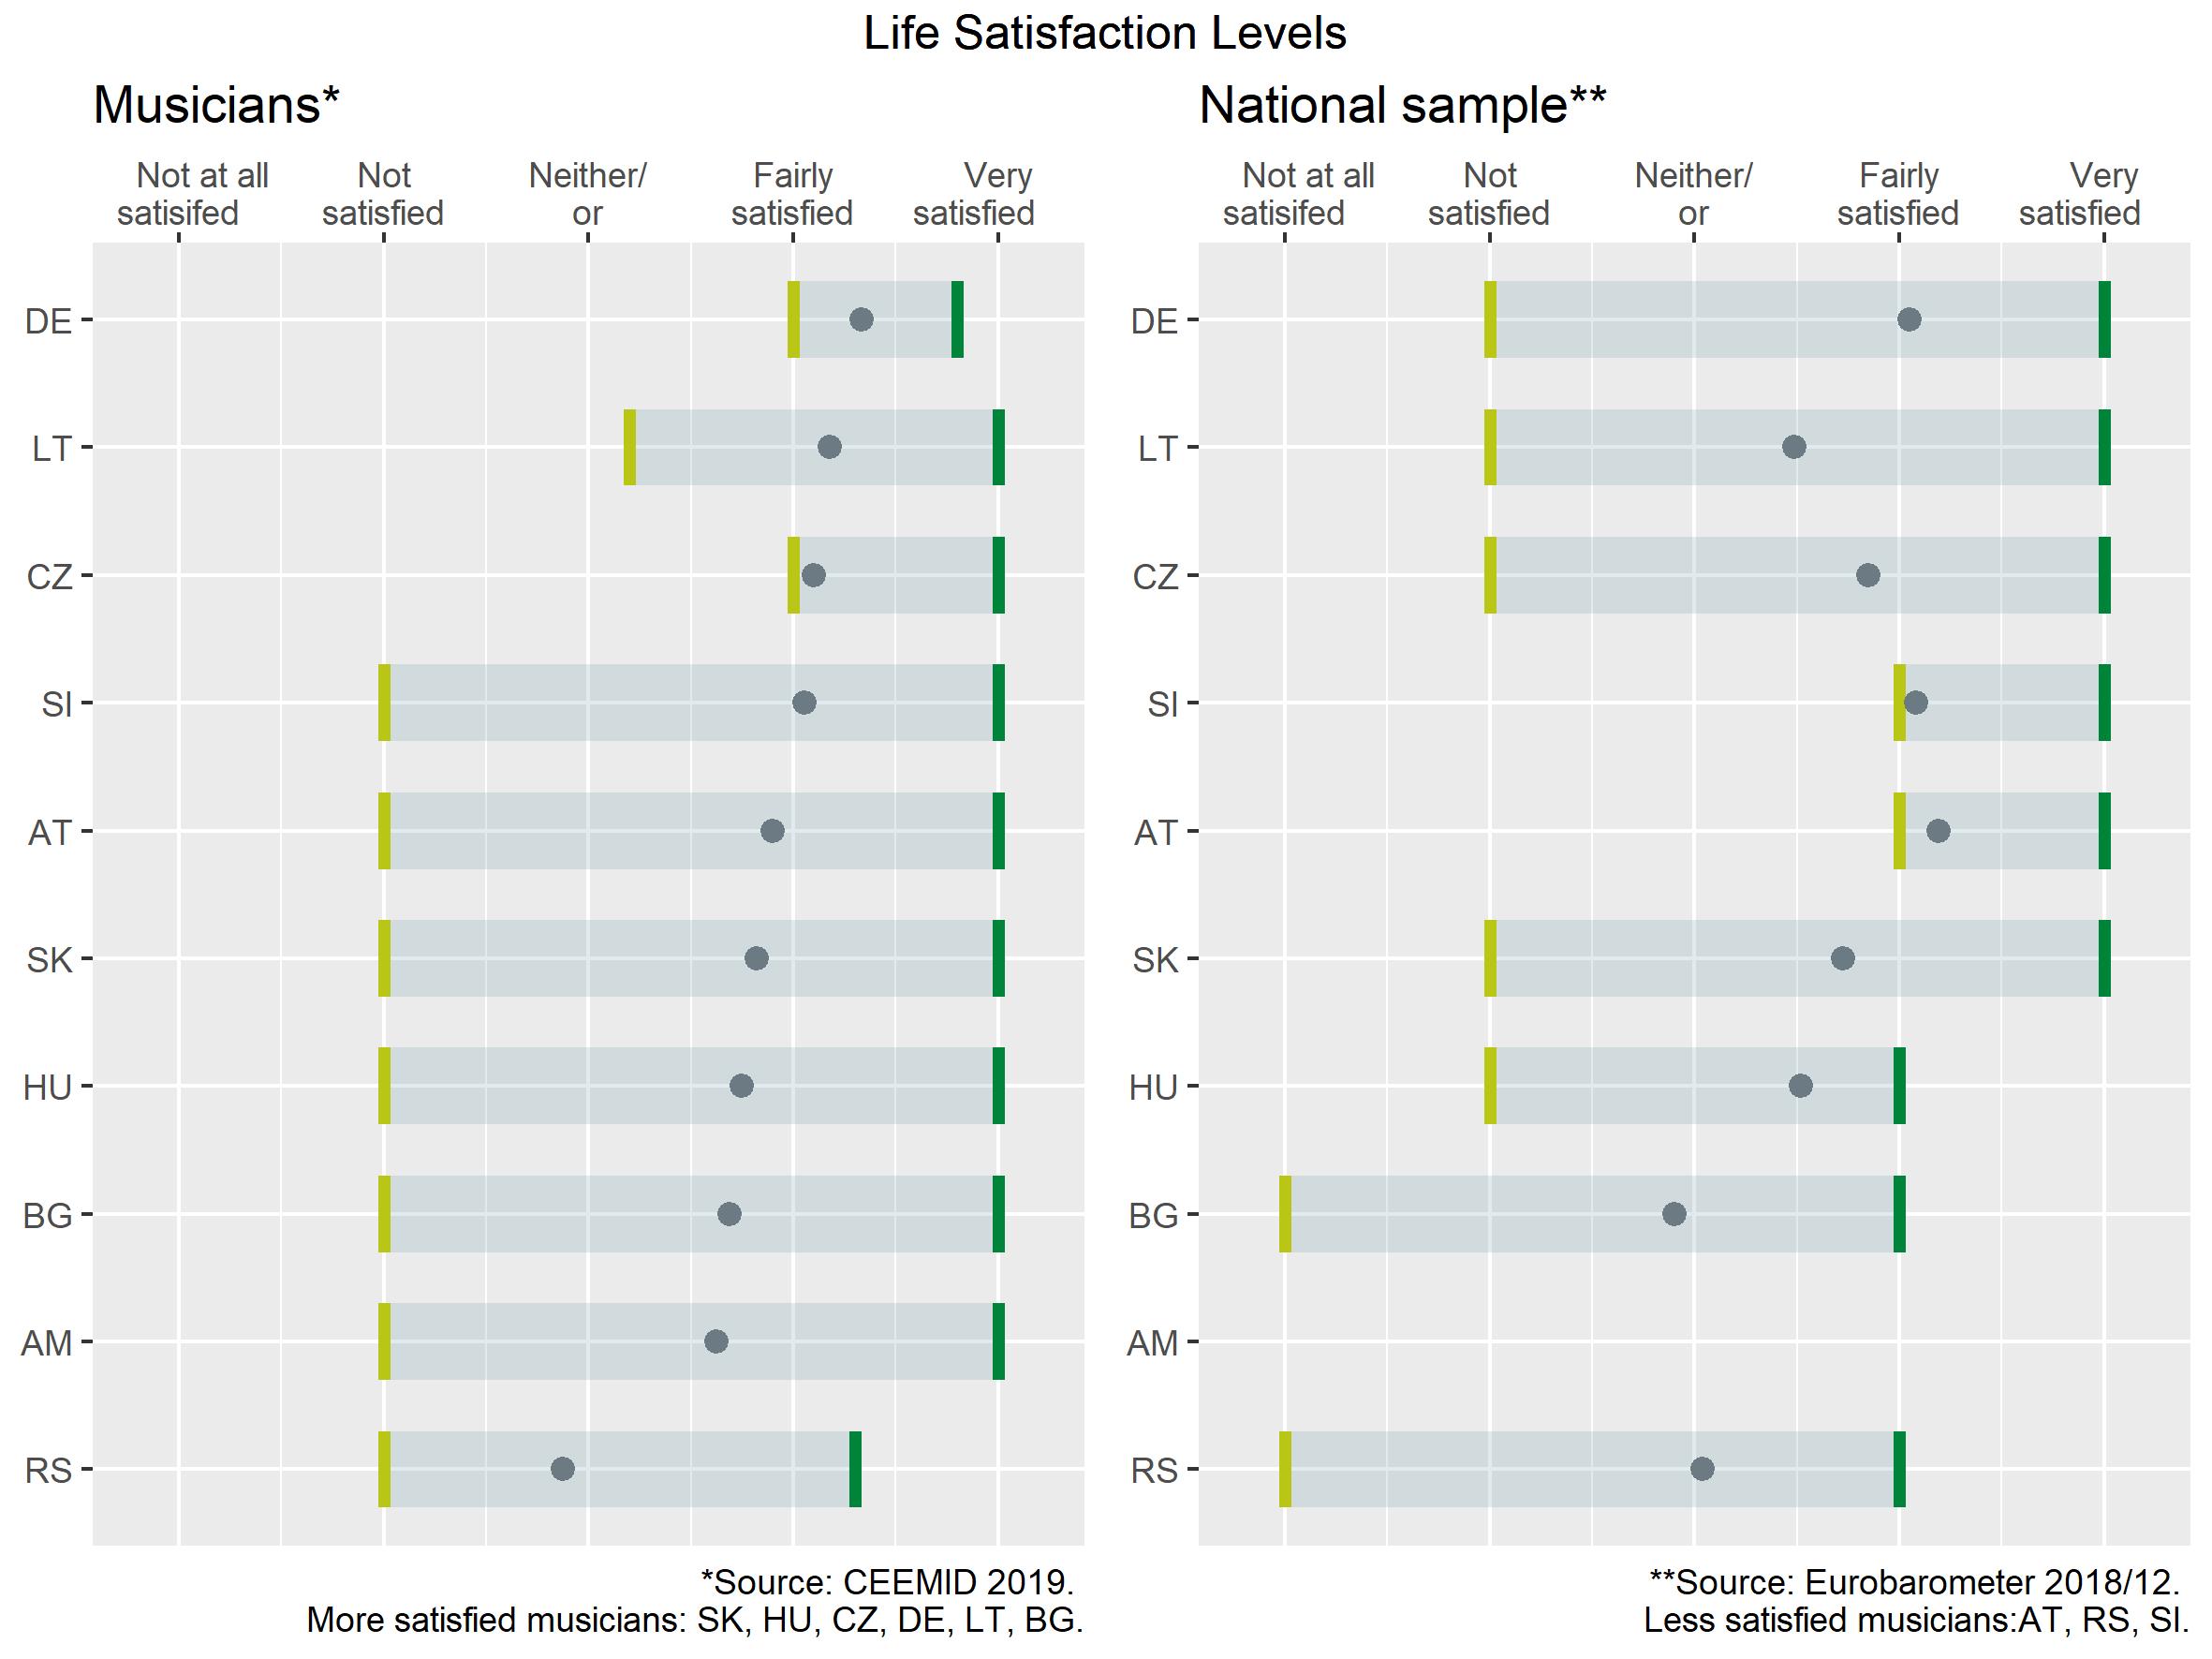 Life Satisfaction Levels
Musicians*
Not at all
satisifed
Not
satisfied
Neither/
or
Fairly
satisfied
Very
satisfied
DE
LT
CZ
SI
AT
SK
HU
BG
AM
RS
*Source: CEEMID 2019.
More satisfied musicians: SK, HU, CZ, DE, LT, BG.
National sample**
Not at all
satisifed
Not
satisfied
Neither/
or
Fairly
satisfied
Very
satisfied
DE
LT
CZ
SI
AT
SK
HU
BG
AM
RS
**Source: Eurobarometer 2018/12.
Less satisfied musicians:AT, RS, SI.